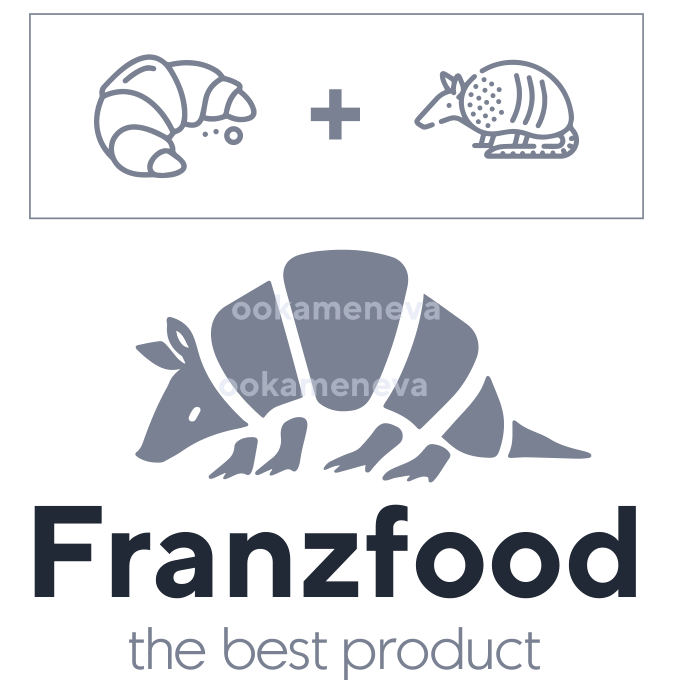 +
ookameneva
ookameneva
Franzfood
the best product